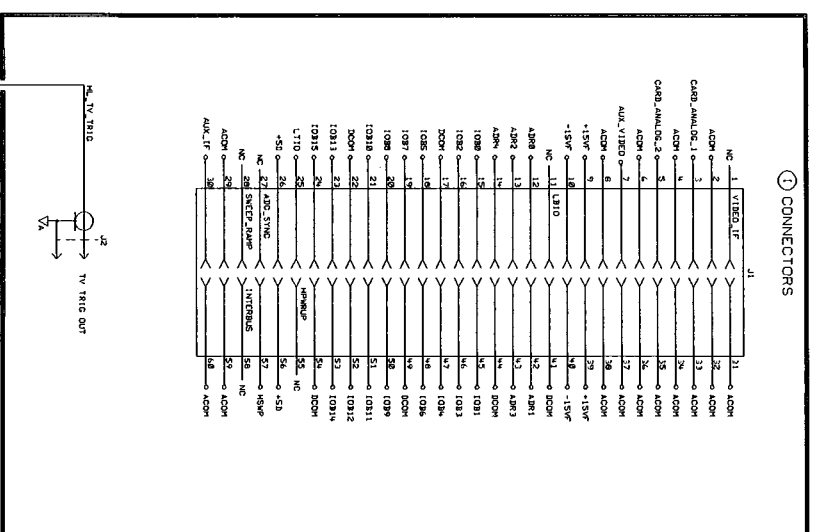 1 CONNECTORS
J1
NC 1 VIDEO_IF 31 ACOM
ACOM 2 32 ACOM
CARD_ANALOG_1 3 33 ACOM
ACOM 4 34 ACOM
CARD_ANALOG_2 5 35 ACOM
ACOM 6 36 ACOM
AUX_VIDEO 7 37 ACOM
ACOM 8 38 ACOM
+15VF 9 39 +15VF
-15VF 10 40 -15VF
NC 11 LBIO 41 DCOM
ADR0 12 42 ADR1
ADR2 13 43 ADR3
ADR4 14 44 DCOM
IOB0 15 45 IOB1
IOB2 16 46 IOB3
DCOM 17 47 IOB4
IOB5 18 48 IOB6
IOB7 19 49 DCOM
IOB8 20 50 IOB9
IOB10 21 51 IOB11
DCOM 22 52 IOB12
IOB13 23 53 IOB14
IOB15 24 54 DCOM
LTIO 25 HPWRUP 55 NC
+5D 26 56 +5D
NC 27 ADC_SYNC 57 HSWP
NC 28 SWEEP_RAMP INTERBUS 58 NC
ACOM 29 59 ACOM
AUX_IF 30 60 ACOM
HL_TV_TRIG
J2
A
TV TRIG OUT